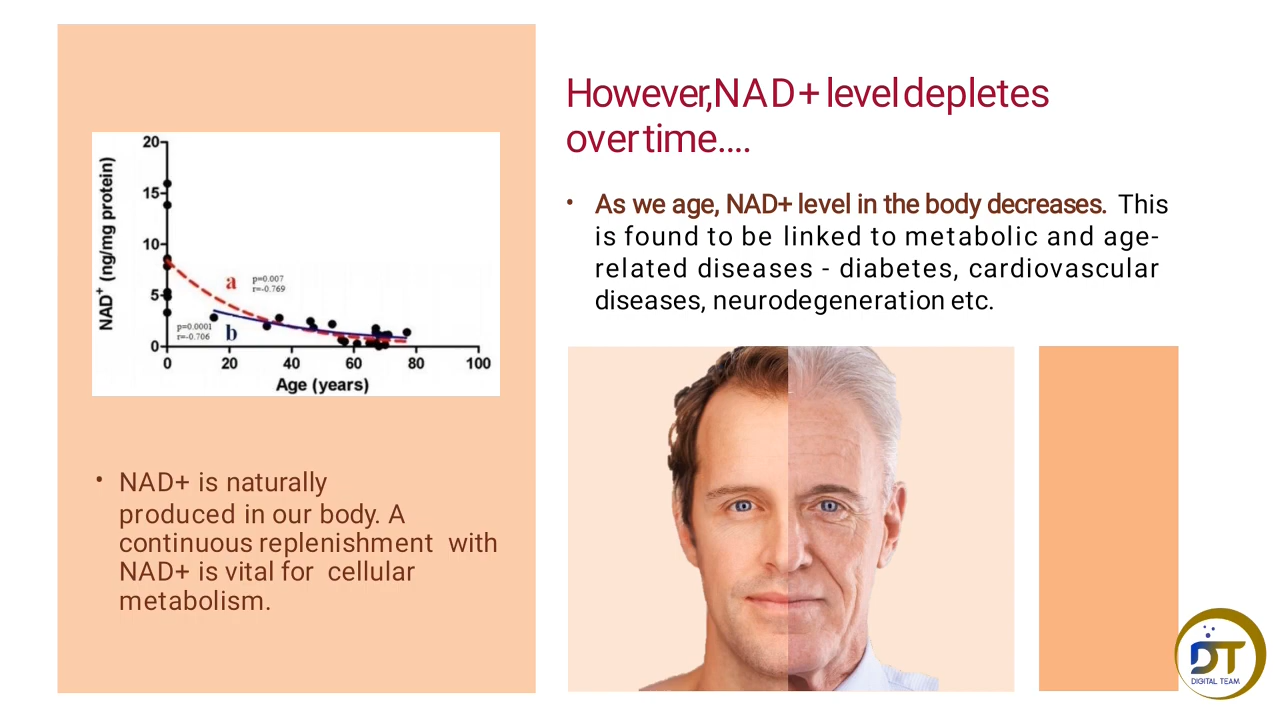 However,NAD+ level depletes
over time....
• As we age, NAD+ level in the body decreases. This
is found to be linked to metabolic and age-
related diseases - diabetes, cardiovascular
diseases, neurodegeneration etc.
NAD+ (ng/mg protein)
20
15
10
5
0
a
p=0.007
r=-0.769
p=0.0001
r=-0.706
b
0 20 40 60 80 100
Age (years)
• NAD+ is naturally
produced in our body. A
continuous replenishment with
NAD+ is vital for cellular
metabolism.
DT
DIGITAL TEAM